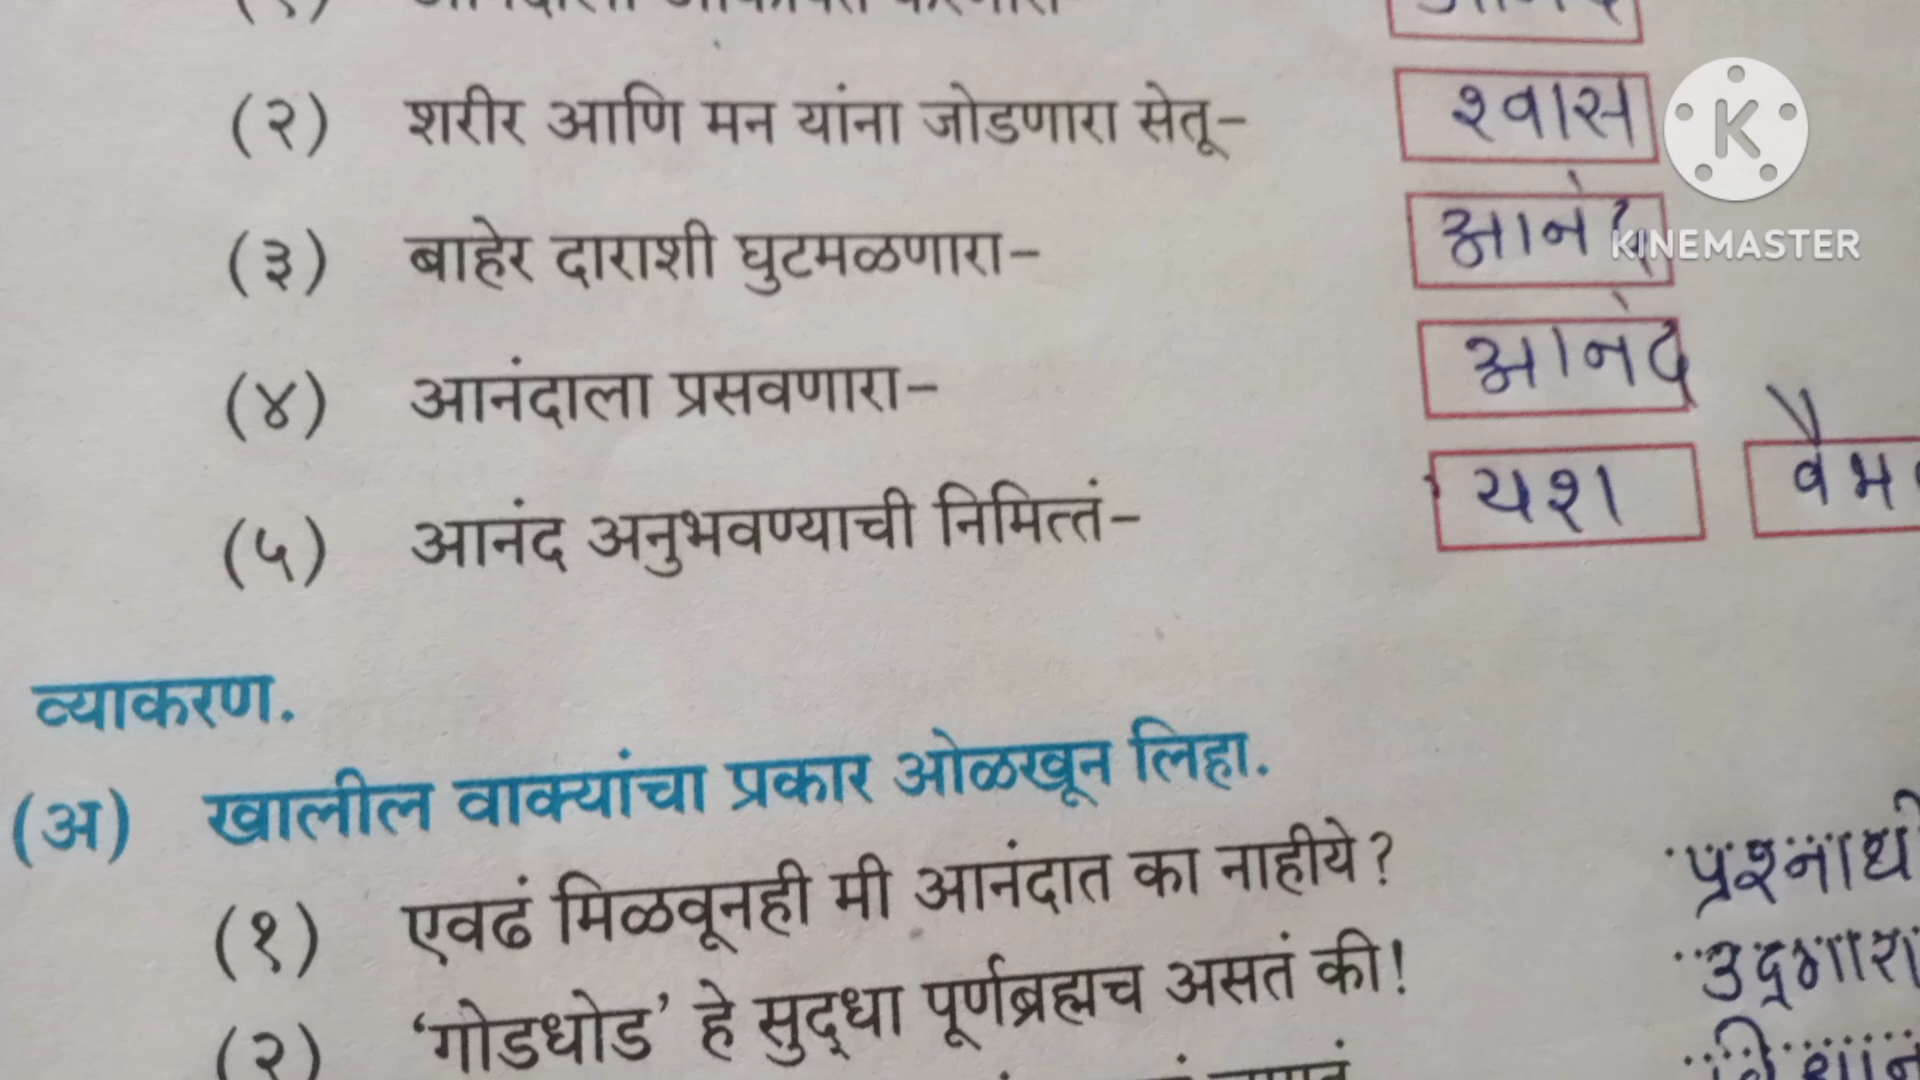 (२) शरीर आणि मन यांना जोडणारा सेतू- श्वास
(३) बाहेर दाराशी घुटमळणारा- आनंद
KINEMASTER
(४) आनंदाला प्रसवणारा- आनंद
(५) आनंद अनुभवण्याची निमित्तं- यश वैभ
व्याकरण.
(अ) खालील वाक्यांचा प्रकार ओळखून लिहा.
(१) एवढं मिळवूनही मी आनंदात का नाहीये? प्रश्नार्थ
(२) ‘गोडधोड’ हे सुद्धा पूर्णब्रह्मच असतं की! उद्गारा